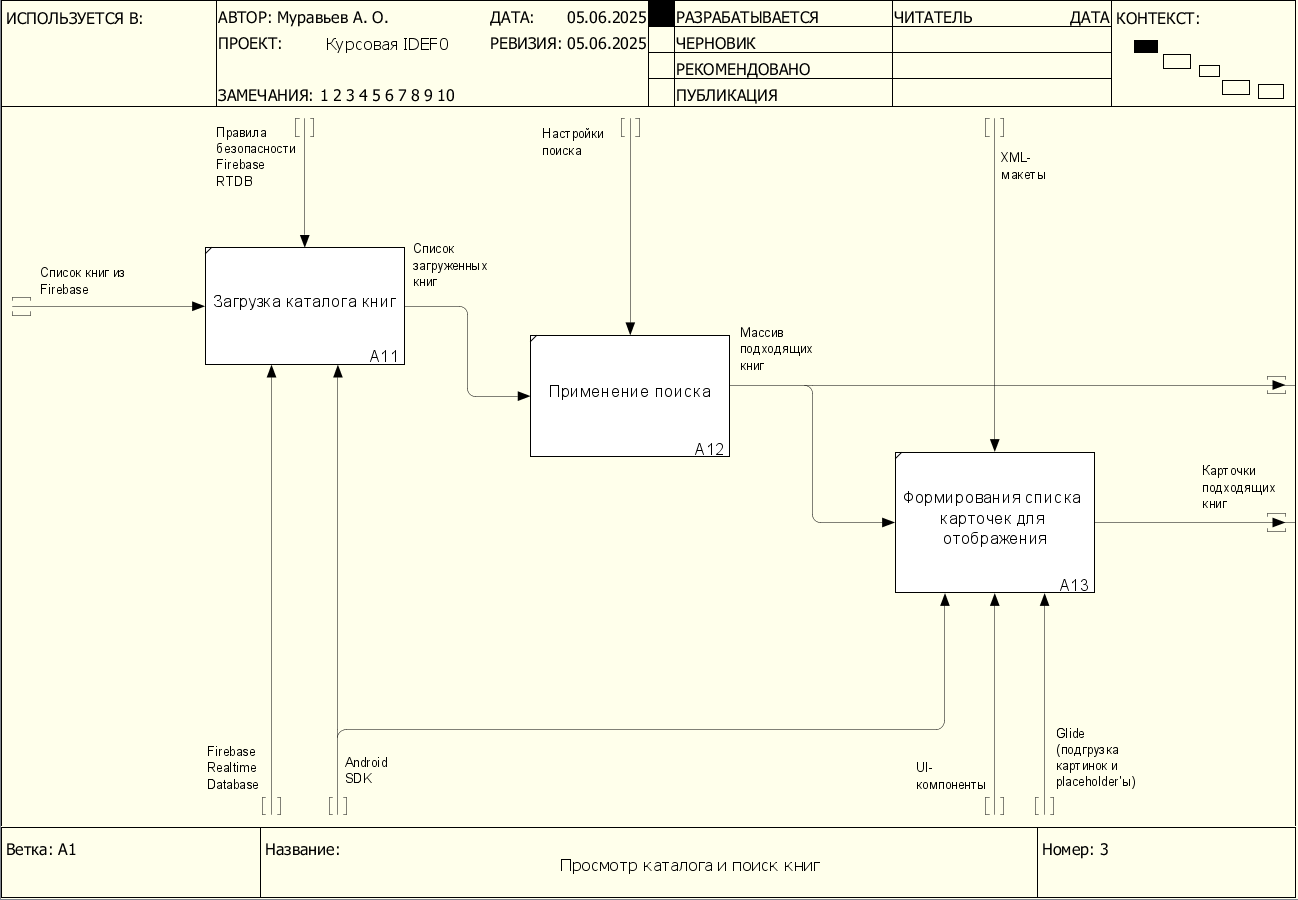 ИСПОЛЬЗУЕТСЯ В:
АВТОР: Муравьев А. О.
ДАТА: 05.06.2025
ПРОЕКТ: Курсовая IDEF0
РЕВИЗИЯ: 05.06.2025
ЗАМЕЧАНИЯ: 1 2 3 4 5 6 7 8 9 10
РАЗРАБАТЫВАЕТСЯ
ЧЕРНОВИК
РЕКОМЕНДОВАНО
ПУБЛИКАЦИЯ
ЧИТАТЕЛЬ
ДАТА
КОНТЕКСТ:
Правила
безопасности
Firebase
RTDB
Настройки
поиска
XML-
макеты
Список книг из
Firebase
Загрузка каталога книг
A11
Список
загруженных
книг
Применение поиска
A12
Массив
подходящих
книг
Формирования списка
карточек для
отображения
A13
Карточки
подходящих
книг
Firebase
Realtime
Database
Android
SDK
UI-
компоненты
Glide
(подгрузка
картинок и
placeholder'ы)
Ветка: A1
Название:
Просмотр каталога и поиск книг
Номер: 3